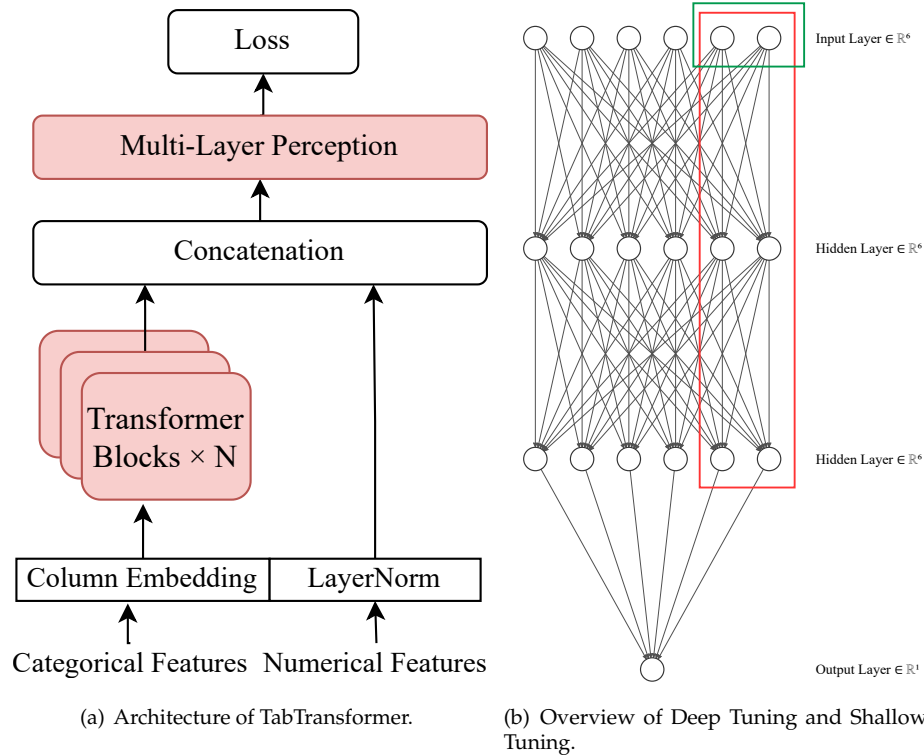 Loss
Multi-Layer Perception
Concatenation
Transformer
Blocks × N
Column Embedding
LayerNorm
Categorical Features
Numerical Features
(a) Architecture of TabTransformer.
Input Layer ∈ ℝ⁶
Hidden Layer ∈ ℝ⁶
Hidden Layer ∈ ℝ⁶
Output Layer ∈ ℝ¹
(b) Overview of Deep Tuning and Shallow
Tuning.